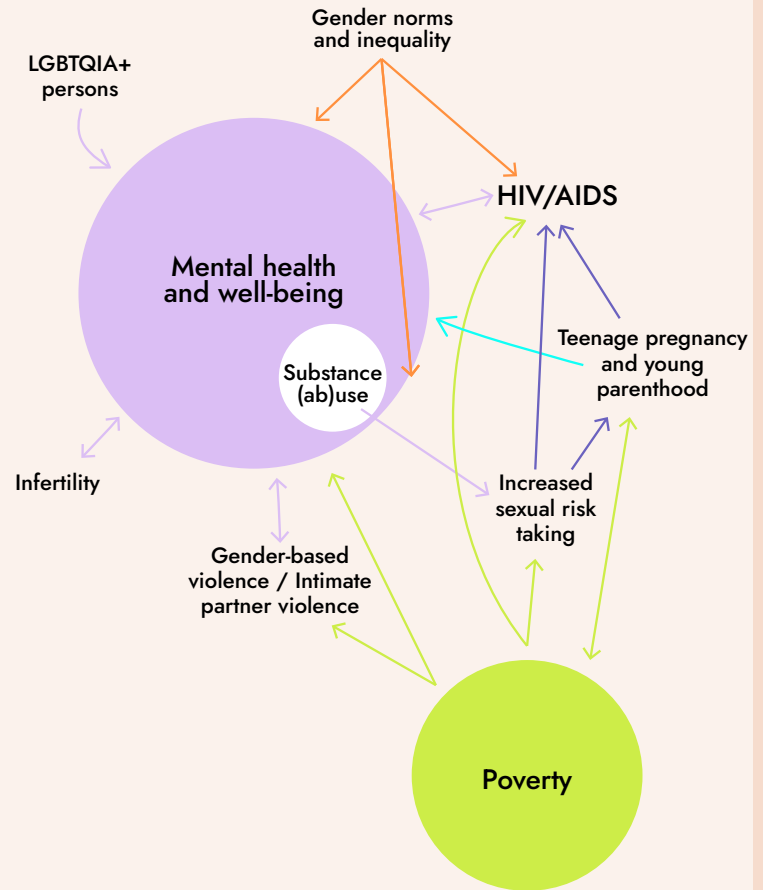 Gender norms
and inequality
LGBTQIA+
persons
HIV/AIDS
Mental health
and well-being
Substance
(ab)use
Teenage pregnancy
and young
parenthood
Infertility
Increased
sexual risk
taking
Gender-based
violence / Intimate
partner violence
Poverty